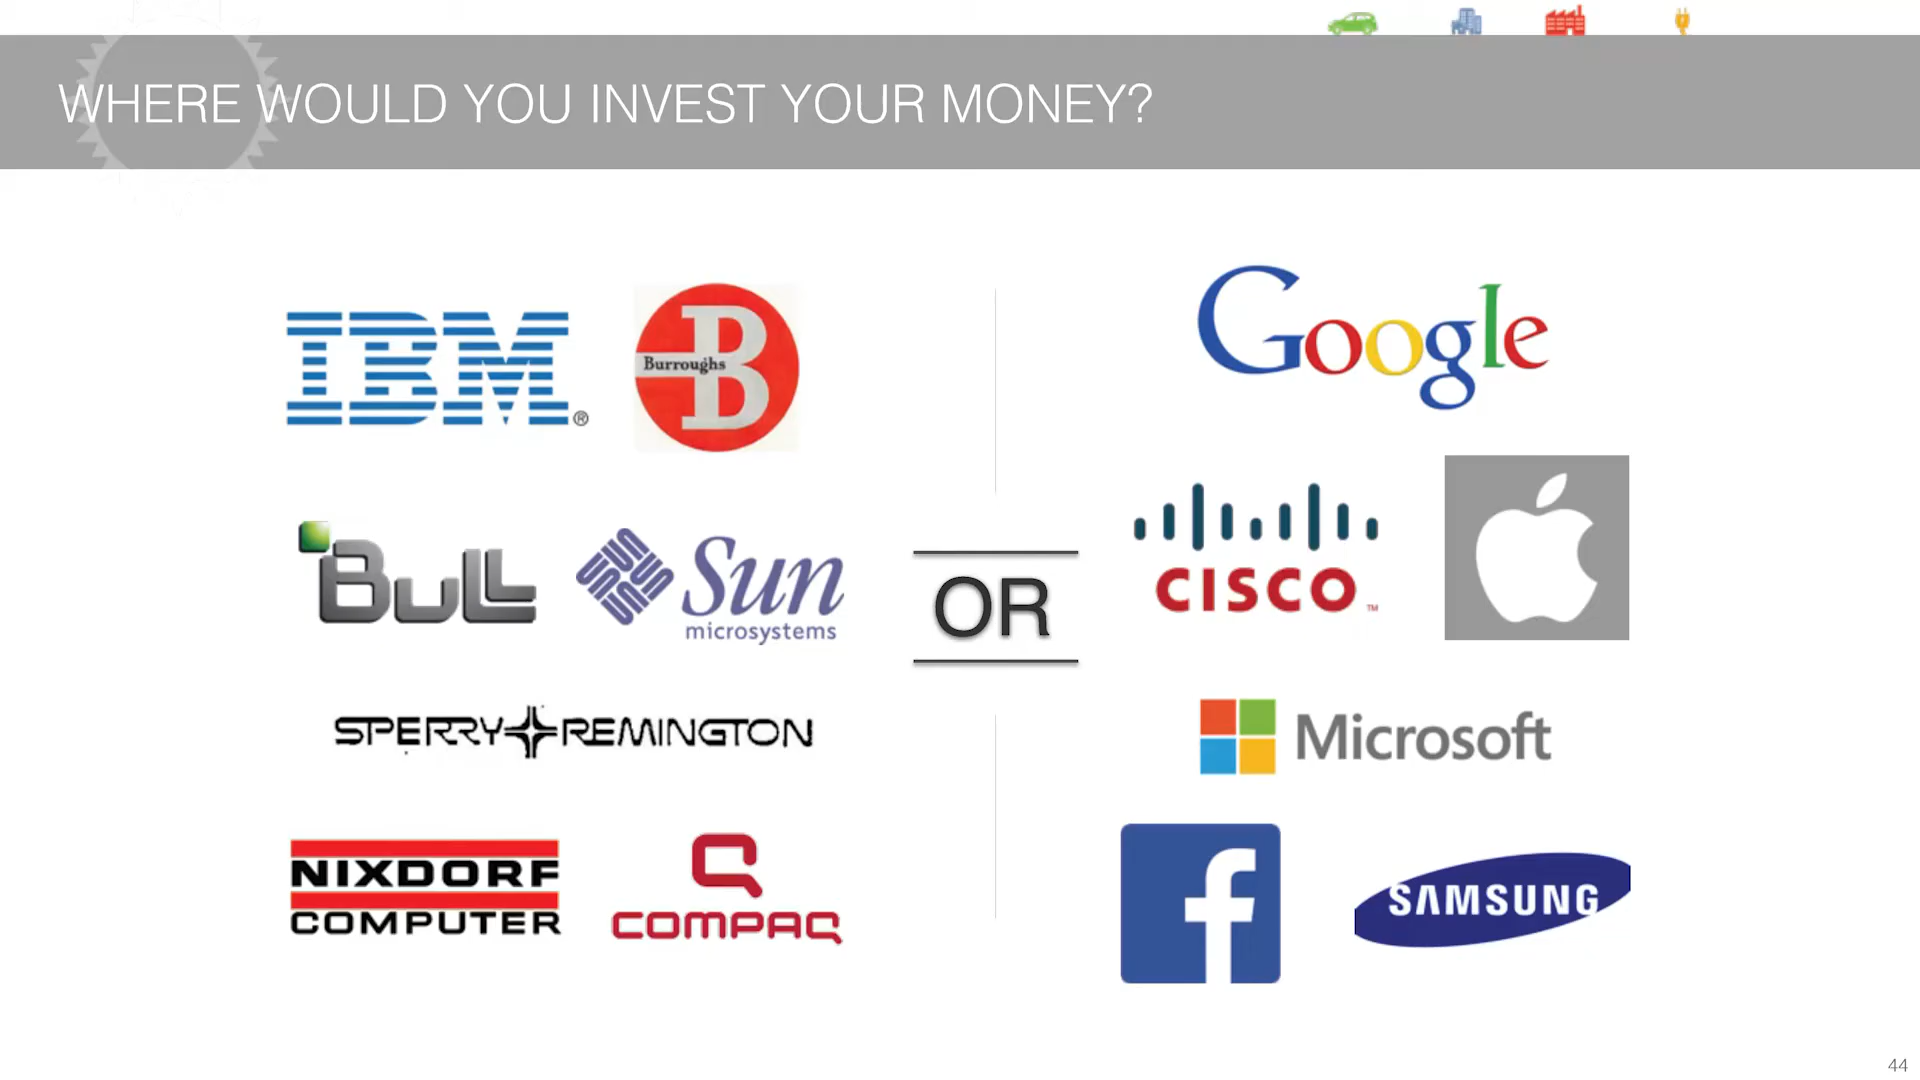 WHERE WOULD YOU INVEST YOUR MONEY?
IBM®
Burroughs
B
Bull
Sun
microsystems
SPERRY REMINGTON
NIXDORF
COMPUTER
COMPAQ
OR
Google
CISCO™
Microsoft
f
SAMSUNG
44